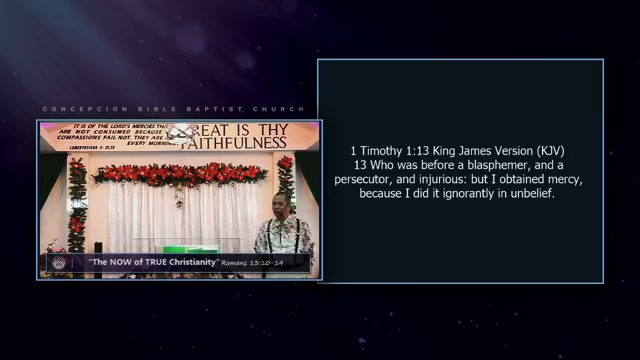 CONCEPCION BIBLE BAPTIST CHURCH
IT IS OF THE LORD'S MERCIES TH
ARE NOT CONSUMED BECAUSE
COMPASSIONS FAIL NOT. THEY ARE
EVERY MORNING
LAMENTATIONS 3: 22,23
REAT IS THY
FAITHFULNESS
"The NOW of TRUE Christianity" Romans 13:10-14
1 Timothy 1:13 King James Version (KJV)
13 Who was before a blasphemer, and a
persecutor, and injurious: but I obtained mercy,
because I did it ignorantly in unbelief.